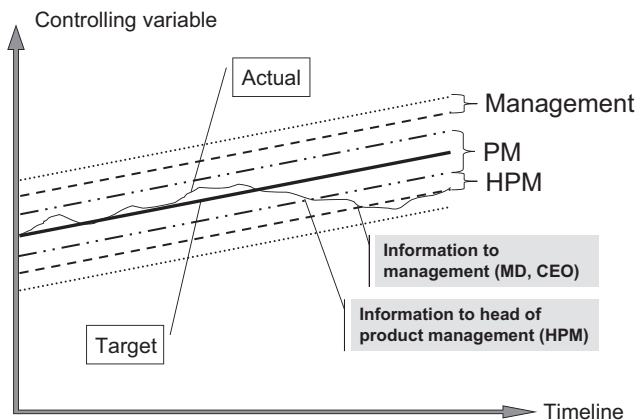 Controlling variable
Actual
Management
PM
HPM
Information to
management (MD, CEO)
Information to head of
product management (HPM)
Target
Timeline